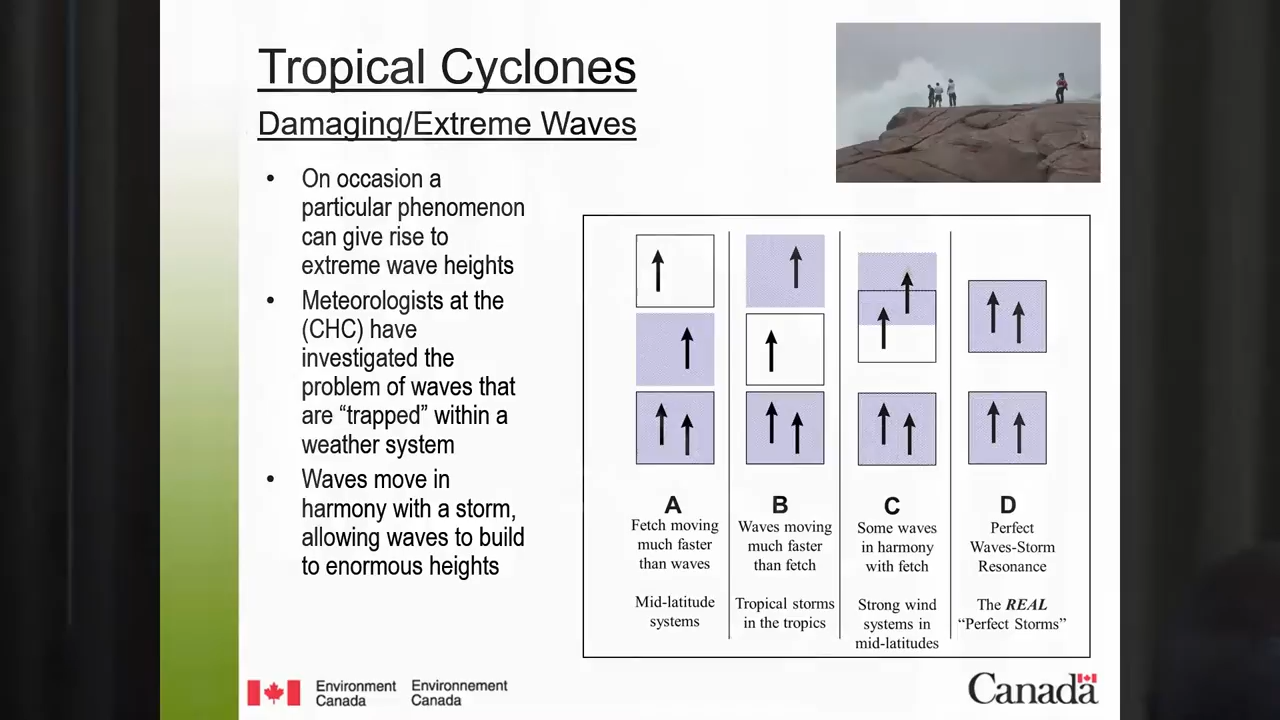 Tropical Cyclones
Damaging/Extreme Waves
• On occasion a
particular phenomenon
can give rise to
extreme wave heights
• Meteorologists at the
(CHC) have
investigated the
problem of waves that
are “trapped” within a
weather system
• Waves move in
harmony with a storm,
allowing waves to build
to enormous heights
A
Fetch moving
much faster
than waves
Mid-latitude
systems
B
Waves moving
much faster
than fetch
Tropical storms
in the tropics
C
Some waves
in harmony
with fetch
Strong wind
systems in
mid-latitudes
D
Perfect
Waves-Storm
Resonance
The REAL
“Perfect Storms”
Environment
Canada
Environnement
Canada
Canada